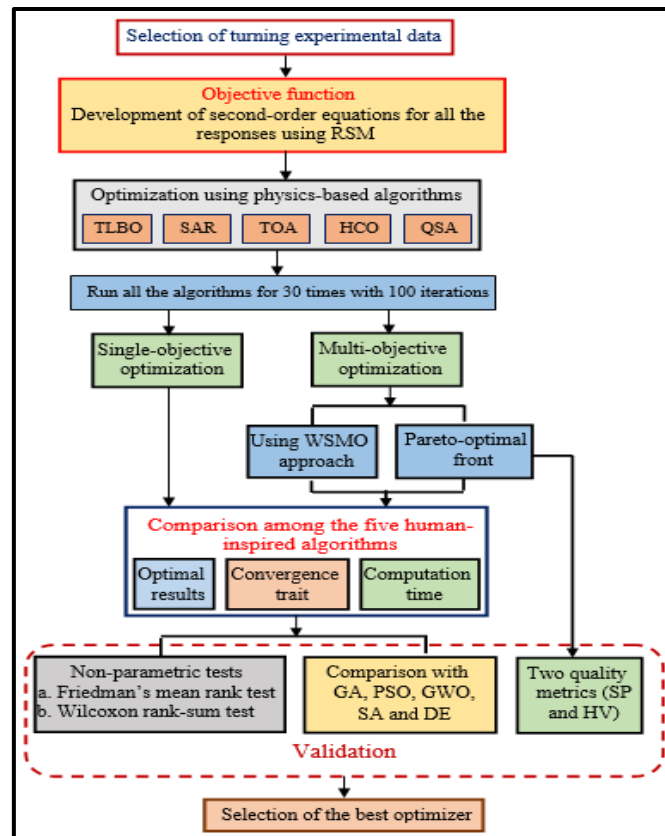 Selection of turning experimental data
Objective function
Development of second-order equations for all the
responses using RSM
Optimization using physics-based algorithms
TLBO
SAR
TOA
HCO
QSA
Run all the algorithms for 30 times with 100 iterations
Single-objective
optimization
Multi-objective
optimization
Using WSMO
approach
Pareto-optimal
front
Comparison among the five human-
inspired algorithms
Optimal
results
Convergence
trait
Computation
time
Non-parametric tests
a. Friedman's mean rank test
b. Wilcoxon rank-sum test
Comparison with
GA, PSO, GWO,
SA and DE
Two quality
metrics (SP
and HV)
Validation
Selection of the best optimizer